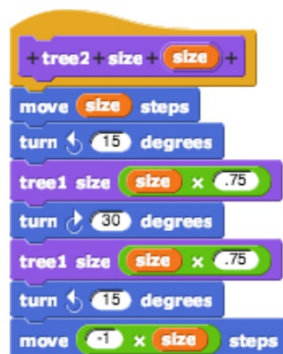 +tree2+size+ size +
move size steps
turn 15 degrees
tree1 size size × .75
turn 30 degrees
tree1 size size × .75
turn 15 degrees
move -1 × size steps